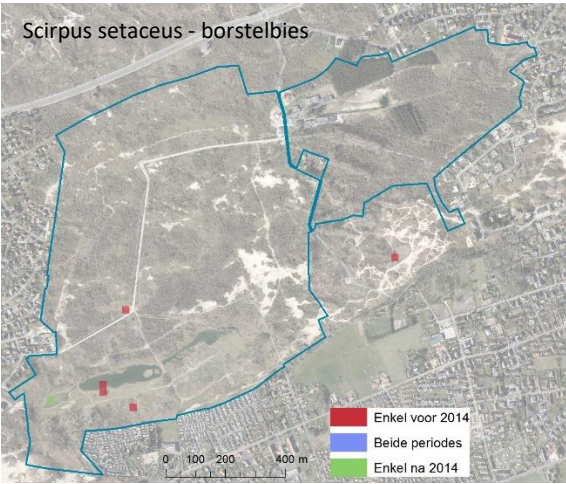 Scirpus setaceus - borstelbies
Enkel voor 2014
Beide periodes
Enkel na 2014
0 100 200 400 m